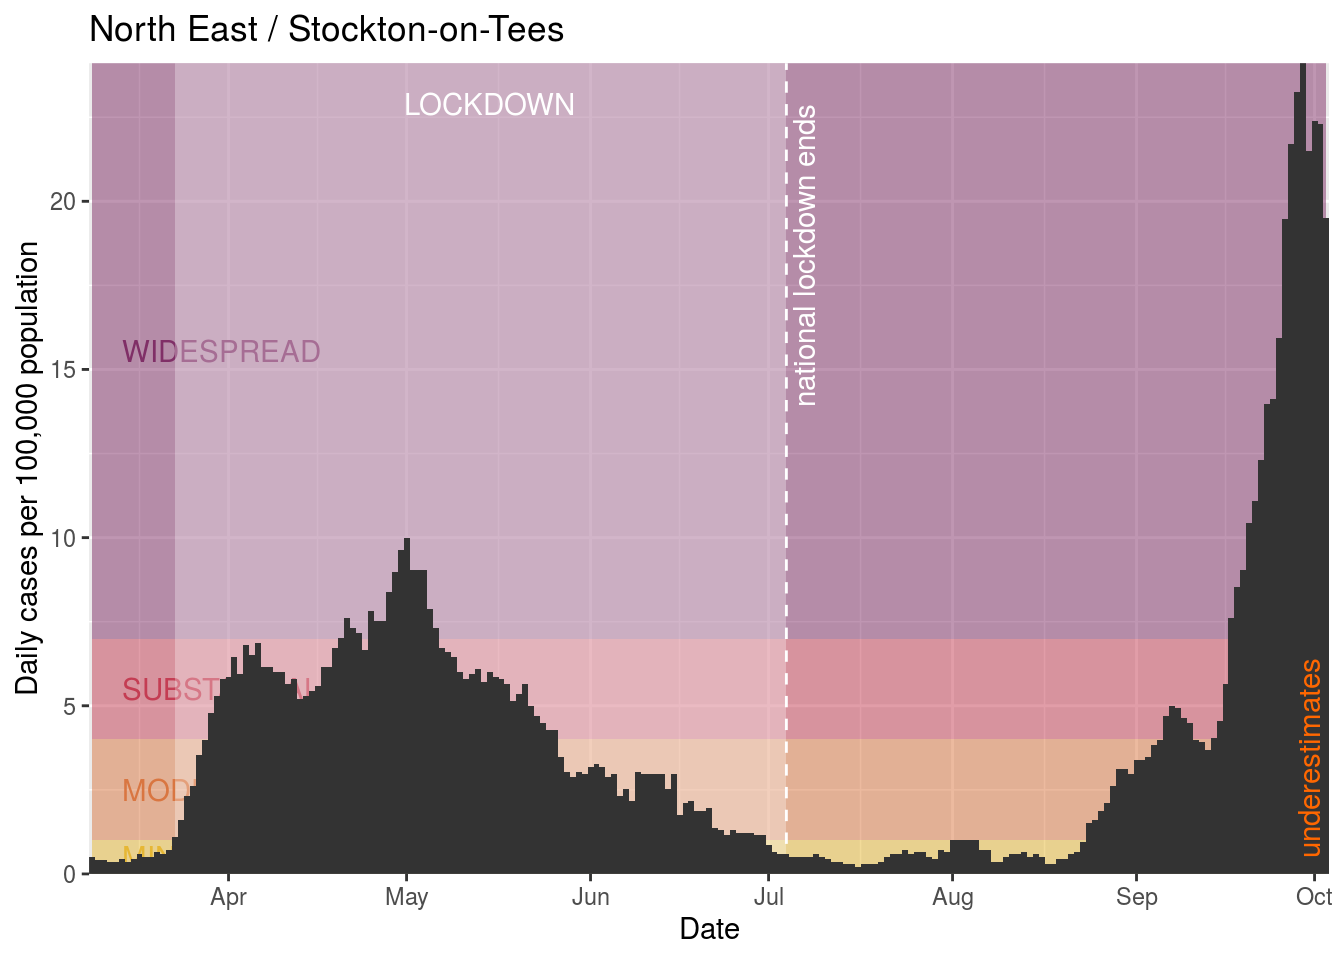 North East / Stockton-on-Tees
LOCKDOWN
national lockdown ends
WIDESPREAD
SUBST
MOD
MIN
underestimates
Daily cases per 100,000 population
20
15
10
5
0
Apr
May
Jun
Jul
Aug
Sep
Oct
Date